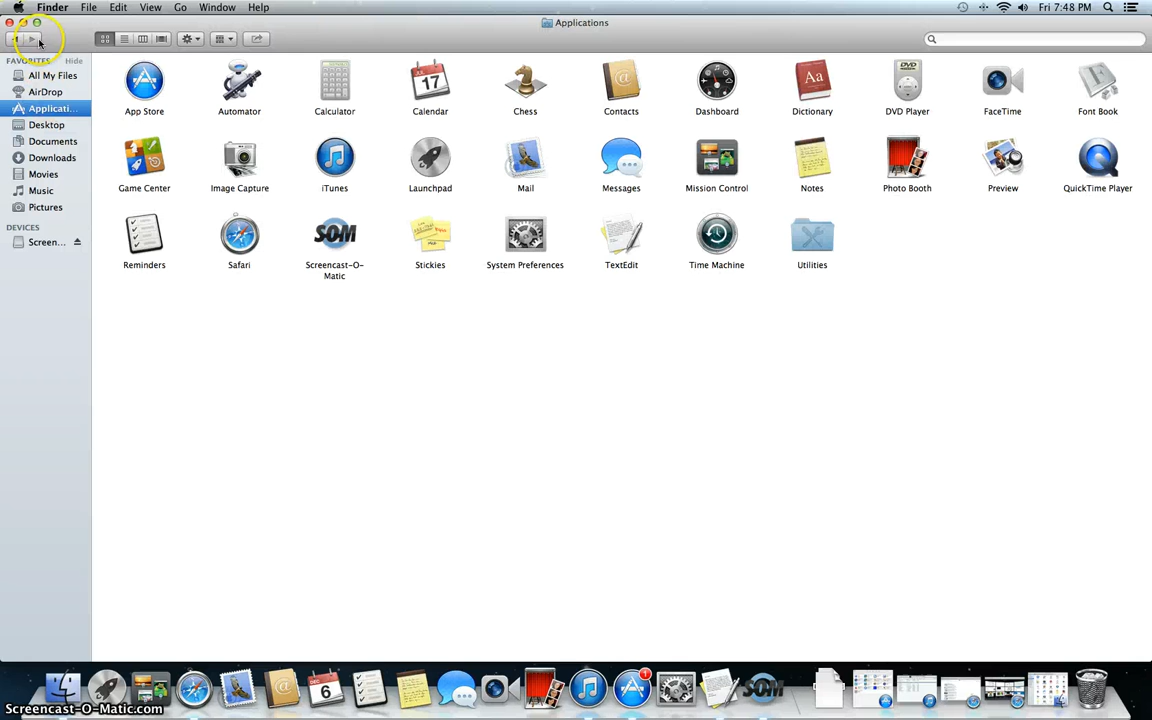 Finder File Edit View Go Window Help Fri 7:48 PM
Applications
FAVORITES Hide
All My Files
AirDrop
Applicati...
Desktop
Documents
Downloads
Movies
Music
Pictures
DEVICES
Screen...
App Store Automator Calculator Calendar Chess Contacts Dashboard Dictionary DVD Player FaceTime Font Book
Game Center Image Capture iTunes Launchpad Mail Messages Mission Control Notes Photo Booth Preview QuickTime Player
Reminders Safari Screencast-O-Matic Stickies System Preferences TextEdit Time Machine Utilities
17
Aa
DVD
SOM
DEC
6
1
SOM
Screencast-O-Matic.com